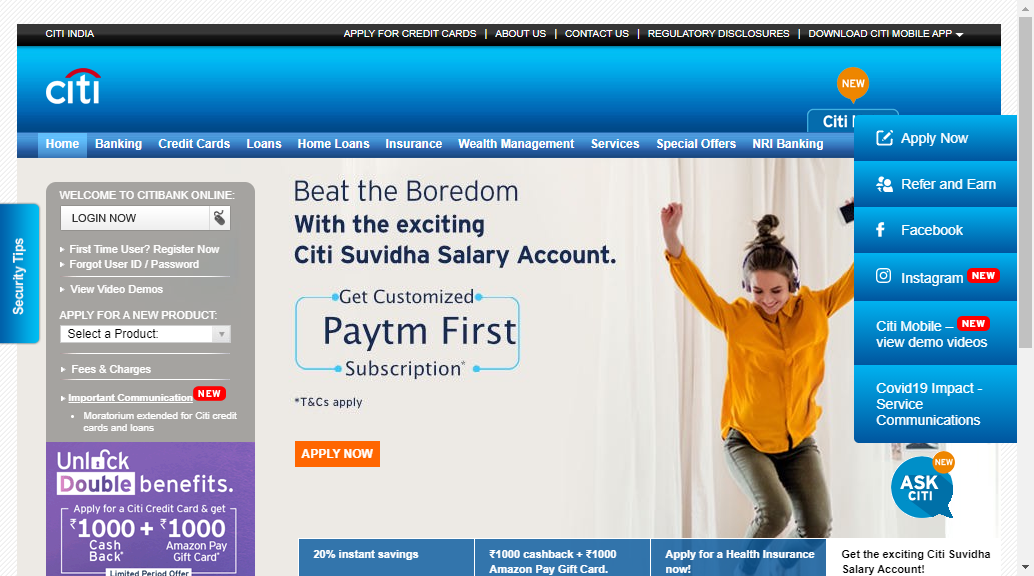 CITI INDIA
APPLY FOR CREDIT CARDS | ABOUT US | CONTACT US | REGULATORY DISCLOSURES | DOWNLOAD CITI MOBILE APP
citi
NEW
Citi
Home Banking Credit Cards Loans Home Loans Insurance Wealth Management Services Special Offers NRI Banking
Security Tips
WELCOME TO CITIBANK ONLINE:
LOGIN NOW
First Time User? Register Now
Forgot User ID / Password
View Video Demos
APPLY FOR A NEW PRODUCT:
Select a Product:
Fees & Charges
Important Communication NEW
• Moratorium extended for Citi credit
cards and loans
Unlock
Double benefits.
Apply for a Citi Credit Card & get
₹1000 + ₹1000
Cash Amazon Pay
Back* Gift Card*
Limited Period Offer
Beat the Boredom
With the exciting
Citi Suvidha Salary Account.
Get Customized
Paytm First
Subscription*
*T&Cs apply
APPLY NOW
Apply Now
Refer and Earn
Facebook
Instagram NEW
Citi Mobile – NEW
view demo videos
Covid19 Impact -
Service
Communications
NEW
ASK
CITI
20% instant savings
₹1000 cashback + ₹1000
Amazon Pay Gift Card.
Apply for a Health Insurance
now!
Get the exciting Citi Suvidha
Salary Account!